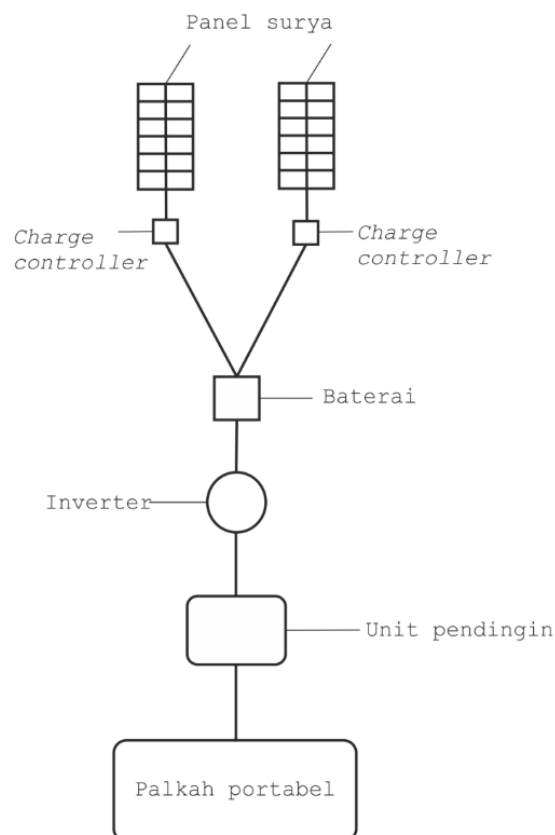 Panel surya
Charge
controller
Charge
controller
Baterai
Inverter
Unit pendingin
Palkah portabel